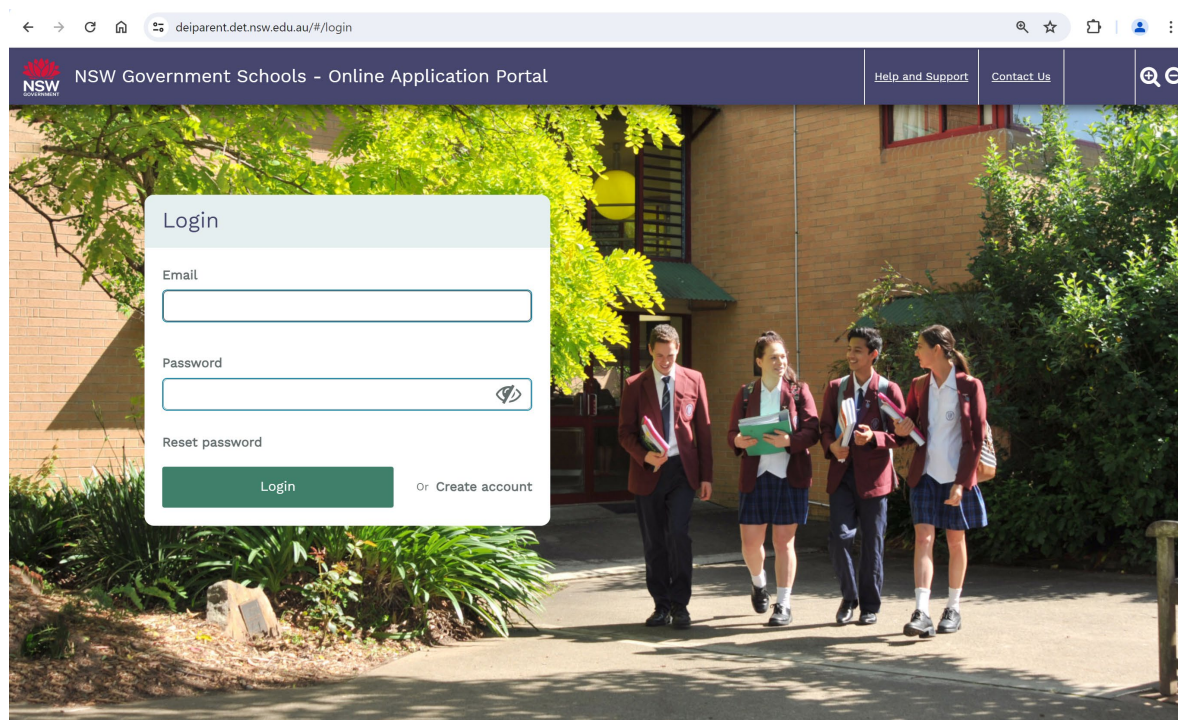 deiparent.det.nsw.edu.au/#/login
NSW GOVERNMENT
NSW Government Schools - Online Application Portal
Help and Support
Contact Us
Login
Email
Password
Reset password
Login
Or Create account